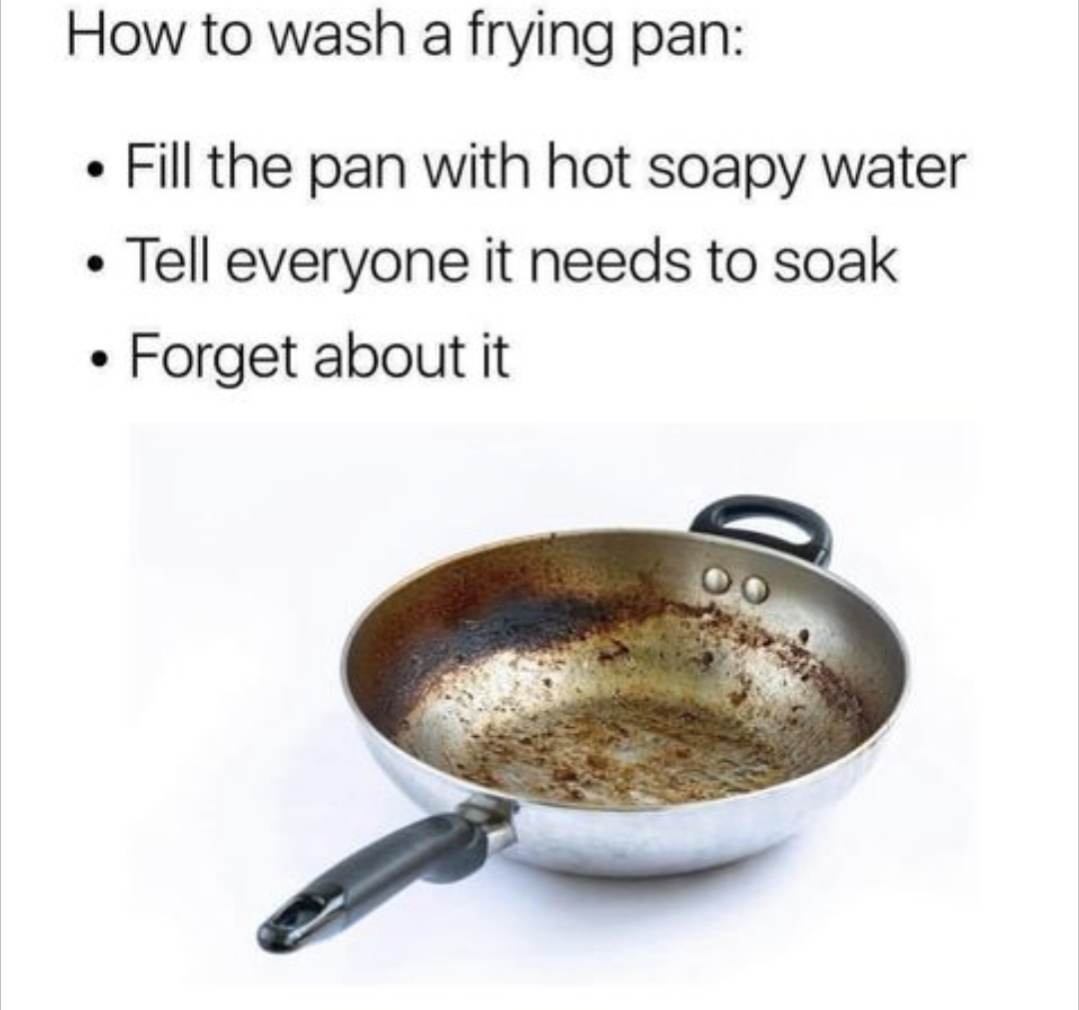 How to wash a frying pan:
• Fill the pan with hot soapy water
• Tell everyone it needs to soak
• Forget about it